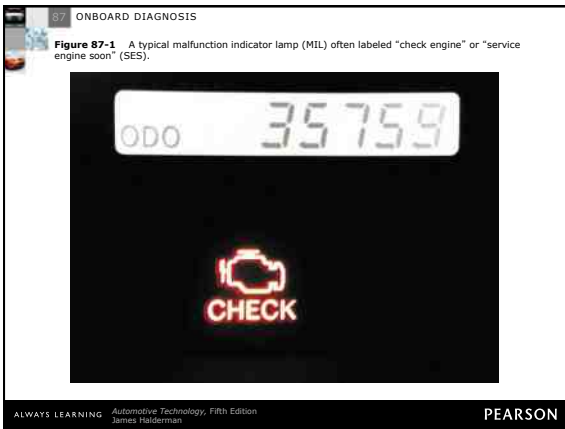 87 ONBOARD DIAGNOSIS
Figure 87-1 A typical malfunction indicator lamp (MIL) often labeled “check engine” or “service
engine soon” (SES).
ODO 35759
CHECK
ALWAYS LEARNING Automotive Technology, Fifth Edition
James Halderman
PEARSON